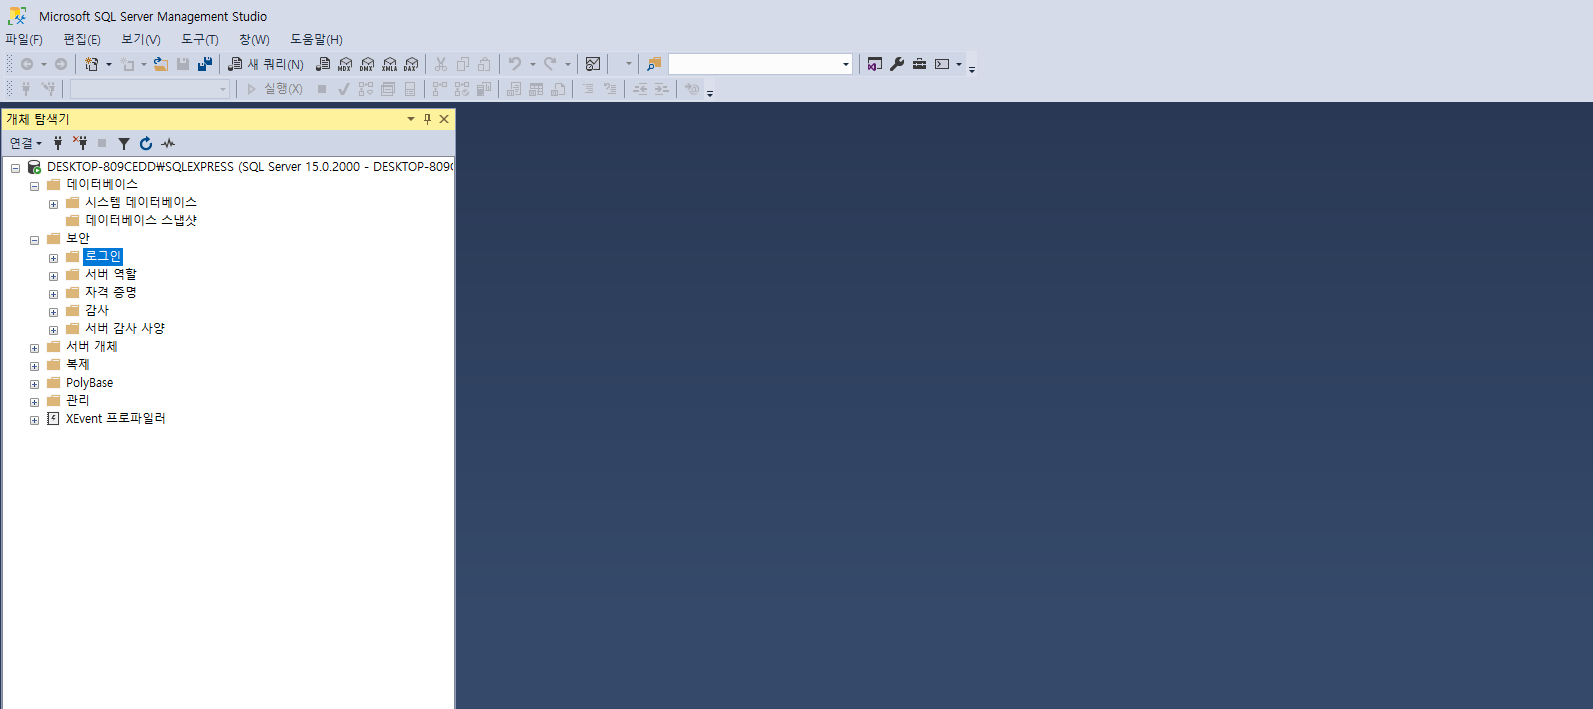 Microsoft SQL Server Management Studio
파일(F) 편집(E) 보기(V) 도구(T) 창(W) 도움말(H)
새 쿼리(N) MDX DMX XMLA DAX
실행(X)
개체 탐색기
연결
DESKTOP-809CEDD₩SQLEXPRESS (SQL Server 15.0.2000 - DESKTOP-809C
데이터베이스
시스템 데이터베이스
데이터베이스 스냅샷
보안
로그인
서버 역할
자격 증명
감사
서버 감사 사양
서버 개체
복제
PolyBase
관리
XEvent 프로파일러